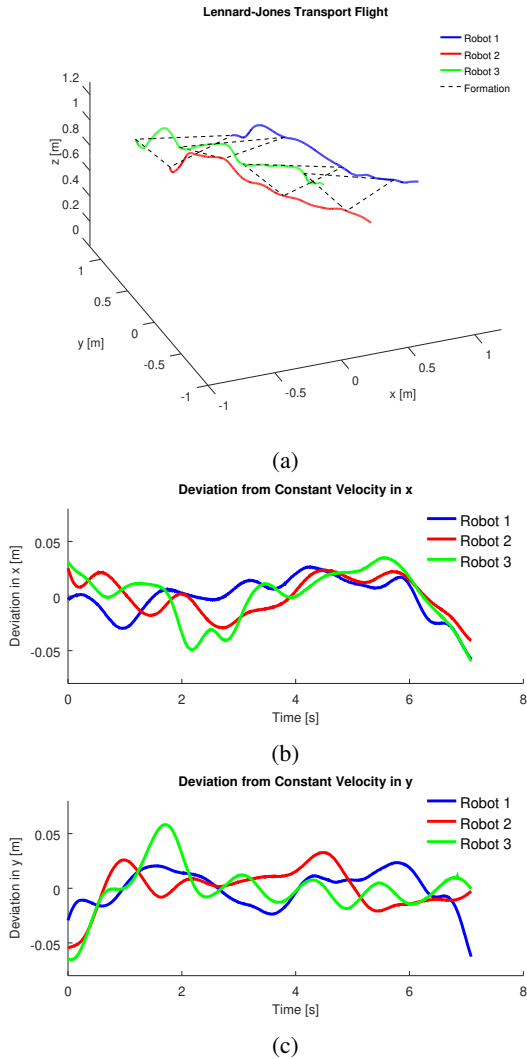 Lennard-Jones Transport Flight
Robot 1
Robot 2
Robot 3
Formation
1.2
1
0.8
0.6
0.4
0.2
0
z [m]
1
0.5
0
-0.5
-1
y [m]
-1
-0.5
0
0.5
1
x [m]
(a)
Deviation from Constant Velocity in x
Robot 1
Robot 2
Robot 3
0.05
0
-0.05
Deviation in x [m]
0 2 4 6 8
Time [s]
(b)
Deviation from Constant Velocity in y
Robot 1
Robot 2
Robot 3
0.05
0
-0.05
Deviation in y [m]
0 2 4 6 8
Time [s]
(c)